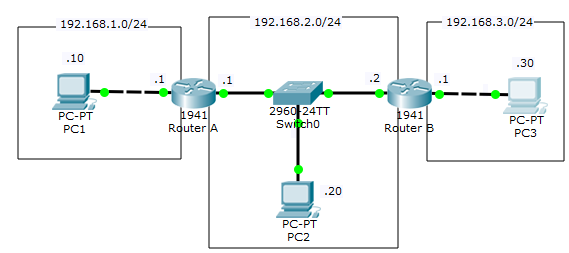 192.168.1.0/24
192.168.2.0/24
192.168.3.0/24
.10
.1
.1
.2
.1
.30
PC-PT
PC1
1941
Router A
2960-24TT
Switch0
1941
Router B
PC-PT
PC3
.20
PC-PT
PC2